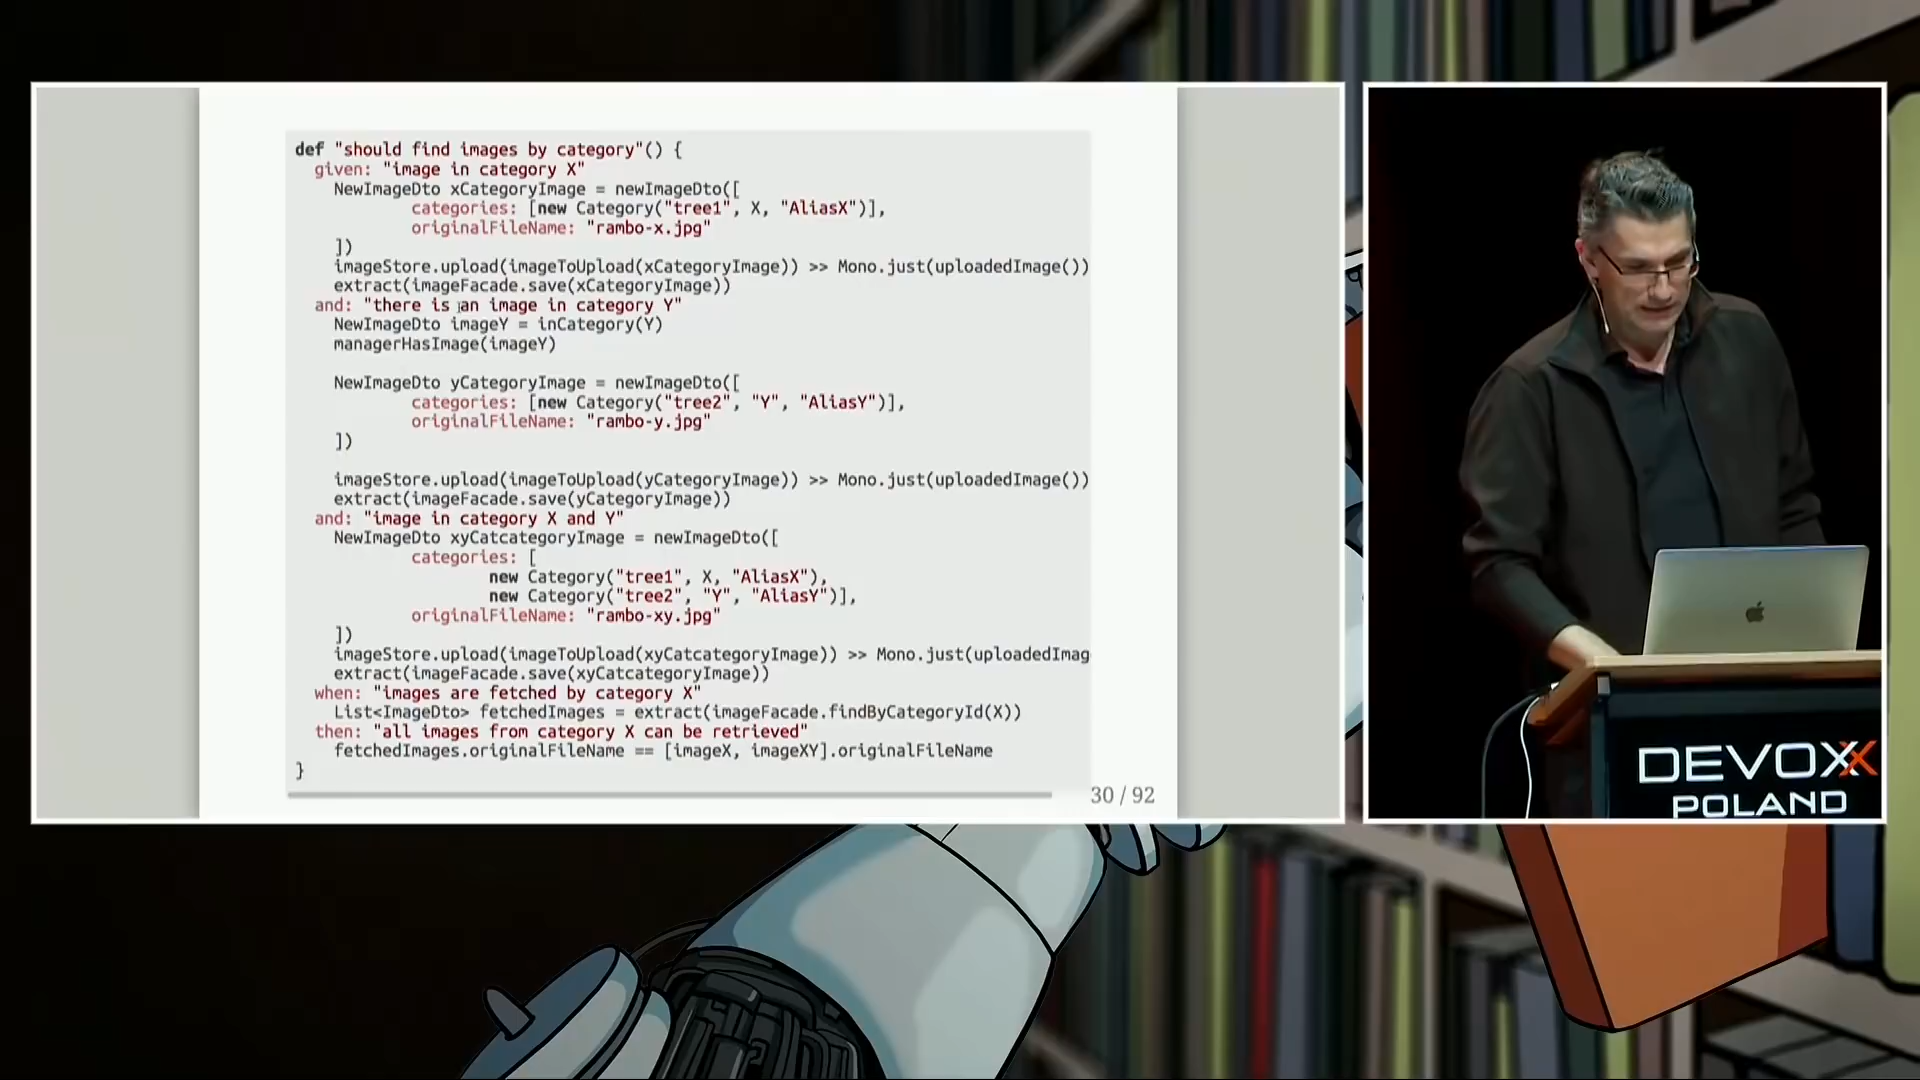 def "should find images by category"() {
given: "image in category X"
NewImageDto xCategoryImage = newImageDto([
categories: [new Category("tree1", X, "AliasX")],
originalFileName: "rambo-x.jpg"
])
imageStore.upload(imageToUpload(xCategoryImage)) >> Mono.just(uploadedImage())
extract(imageFacade.save(xCategoryImage))
and: "there is an image in category Y"
NewImageDto imageY = inCategory(Y)
managerHasImage(imageY)
NewImageDto yCategoryImage = newImageDto([
categories: [new Category("tree2", "Y", "AliasY")],
originalFileName: "rambo-y.jpg"
])
imageStore.upload(imageToUpload(yCategoryImage)) >> Mono.just(uploadedImage())
extract(imageFacade.save(yCategoryImage))
and: "image in category X and Y"
NewImageDto xyCatcategoryImage = newImageDto([
categories: [
new Category("tree1", X, "AliasX"),
new Category("tree2", "Y", "AliasY")],
originalFileName: "rambo-xy.jpg"
])
imageStore.upload(imageToUpload(xyCatcategoryImage)) >> Mono.just(uploadedImag
extract(imageFacade.save(xyCatcategoryImage))
when: "images are fetched by category X"
List<ImageDto> fetchedImages = extract(imageFacade.findByCategoryId(X))
then: "all images from category X can be retrieved"
fetchedImages.originalFileName == [imageX, imageXY].originalFileName
}
30 / 92
DEVOXX
POLAND